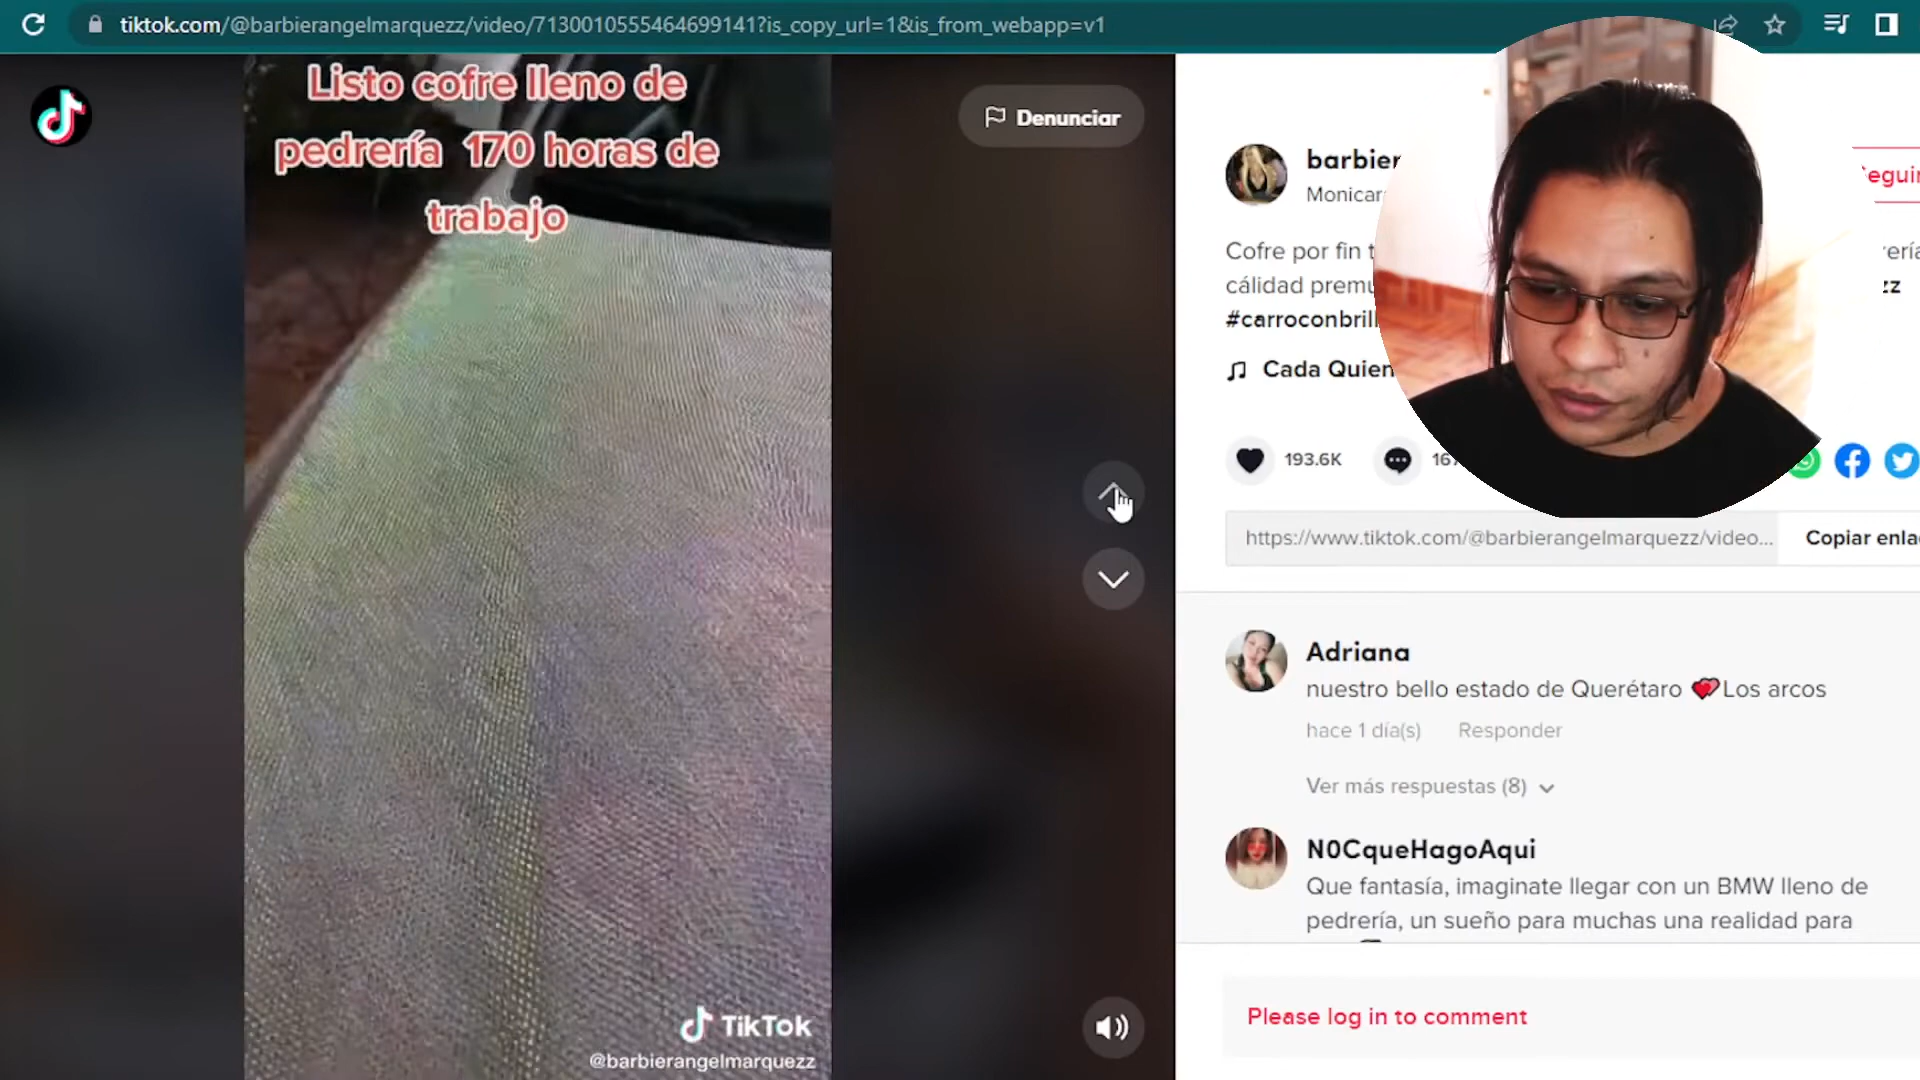 tiktok.com/@barbierangelmarquezz/video/7130010555464699141?is_copy_url=1&is_from_webapp=v1
Listo cofre lleno de
pedrería 170 horas de
trabajo
Denunciar
TikTok
@barbierangelmarquezz
barbier
Monicar
Cofre por fin t
cálidad premu
zz
#carroconbrill
Cada Quien
193.6K
https://www.tiktok.com/@barbierangelmarquezz/video...
Copiar enla
Adriana
nuestro bello estado de Querétaro 💕Los arcos
hace 1 día(s) Responder
Ver más respuestas (8)
N0CqueHagoAqui
Que fantasía, imaginate llegar con un BMW lleno de
pedrería, un sueño para muchas una realidad para
Please log in to comment